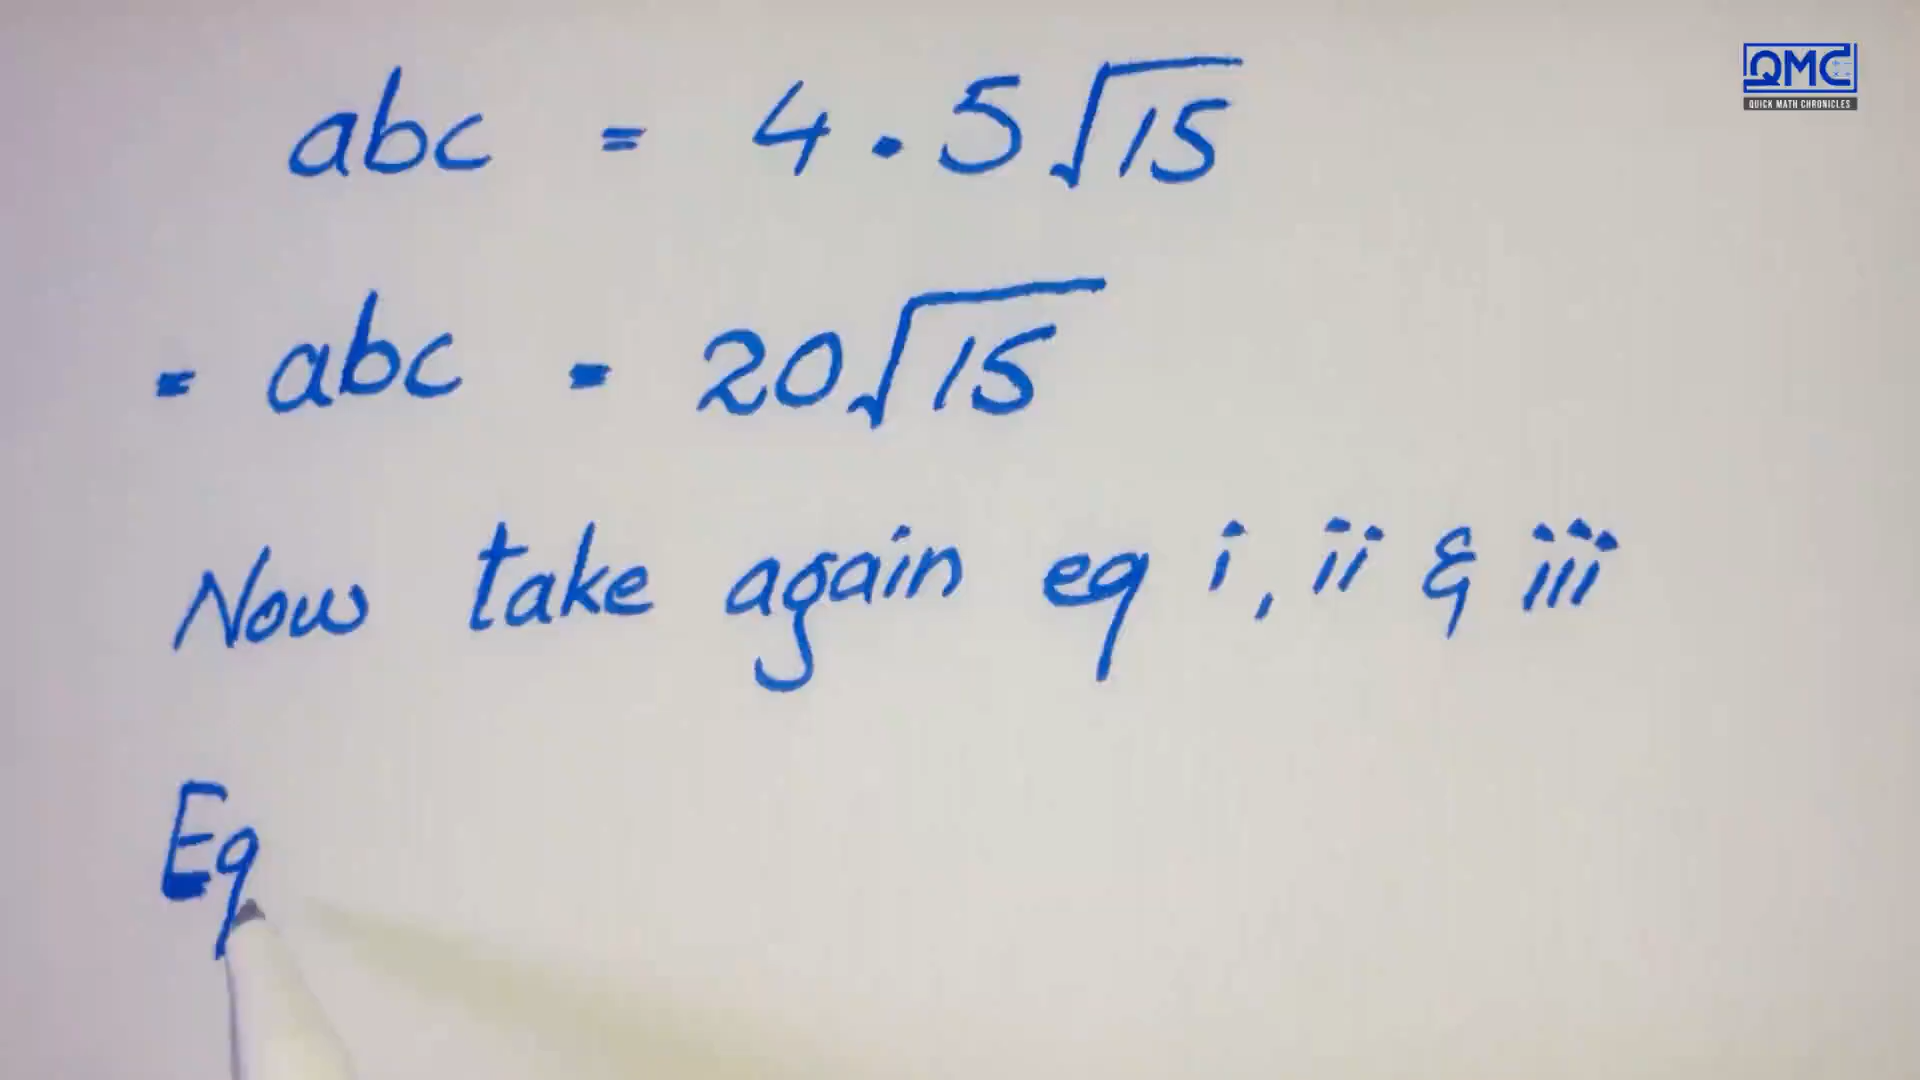 QMC
QUICK MATH CHRONICLES
abc = 4 . 5√15
= abc = 20√15
Now take again eq i, ii & iii
Eq